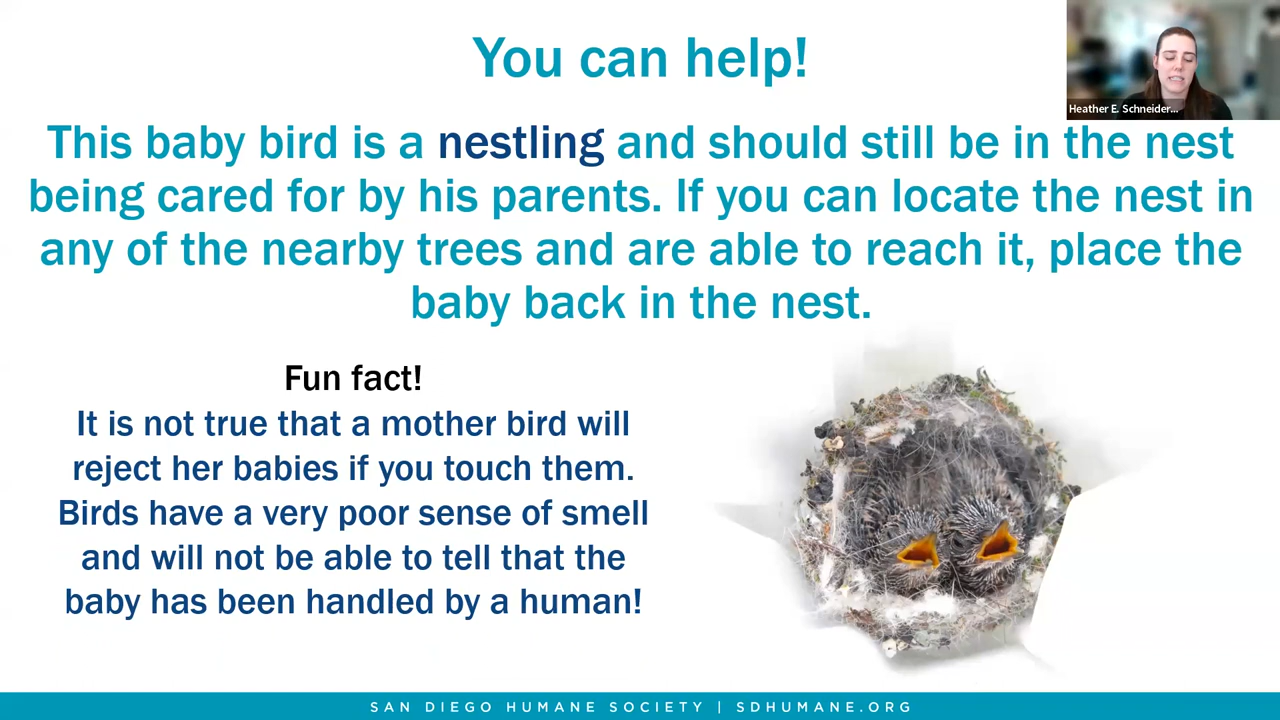 You can help!
Heather E. Schneider...
This baby bird is a nestling and should still be in the nest
being cared for by his parents. If you can locate the nest in
any of the nearby trees and are able to reach it, place the
baby back in the nest.
Fun fact!
It is not true that a mother bird will
reject her babies if you touch them.
Birds have a very poor sense of smell
and will not be able to tell that the
baby has been handled by a human!
SAN DIEGO HUMANE SOCIETY | SDHUMANE.ORG